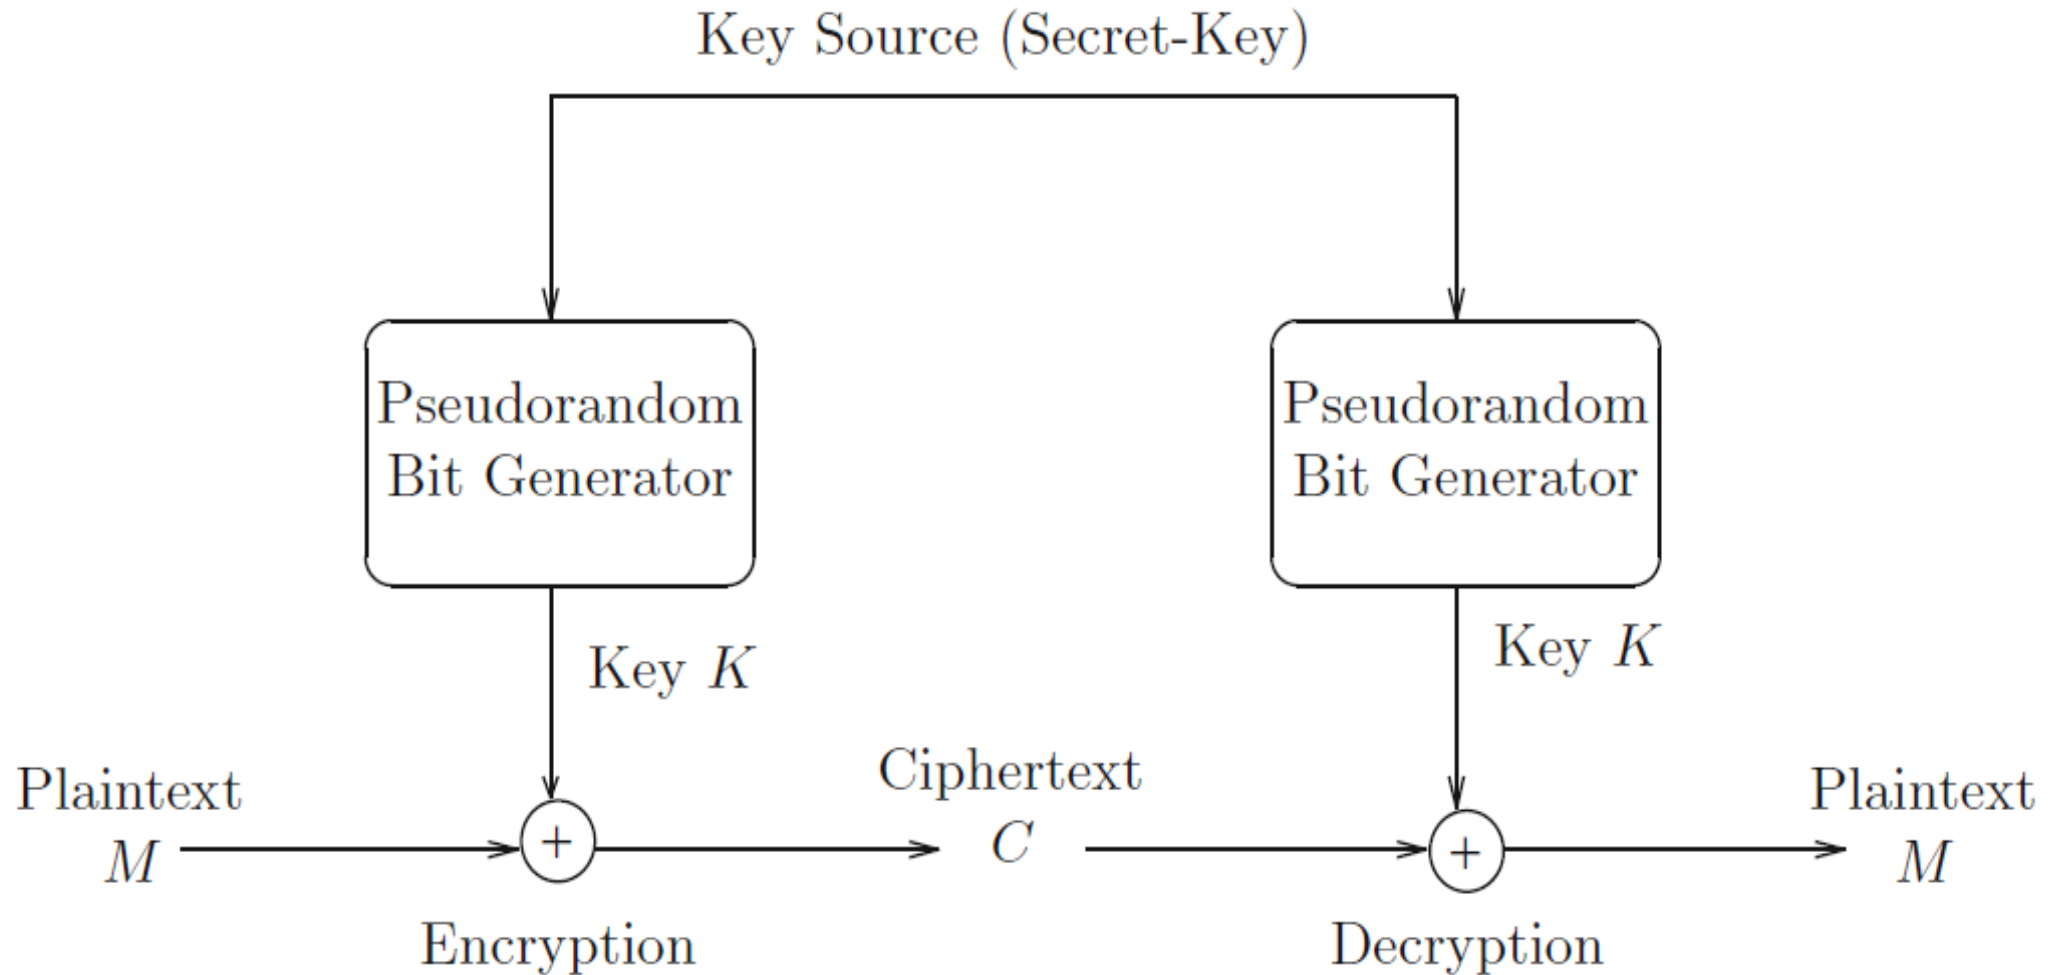 Key Source (Secret-Key)
Pseudorandom
Bit Generator
Pseudorandom
Bit Generator
Key K
Key K
Plaintext
M
+
Ciphertext
C
+
Plaintext
M
Encryption
Decryption